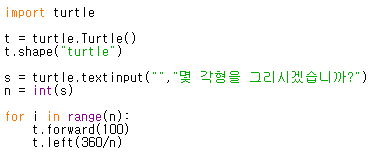 import turtle
t = turtle.Turtle()
t.shape("turtle")
s = turtle.textinput("","몇 각형을 그리시겠습니까?")
n = int(s)
for i in range(n):
    t.forward(100)
    t.left(360/n)